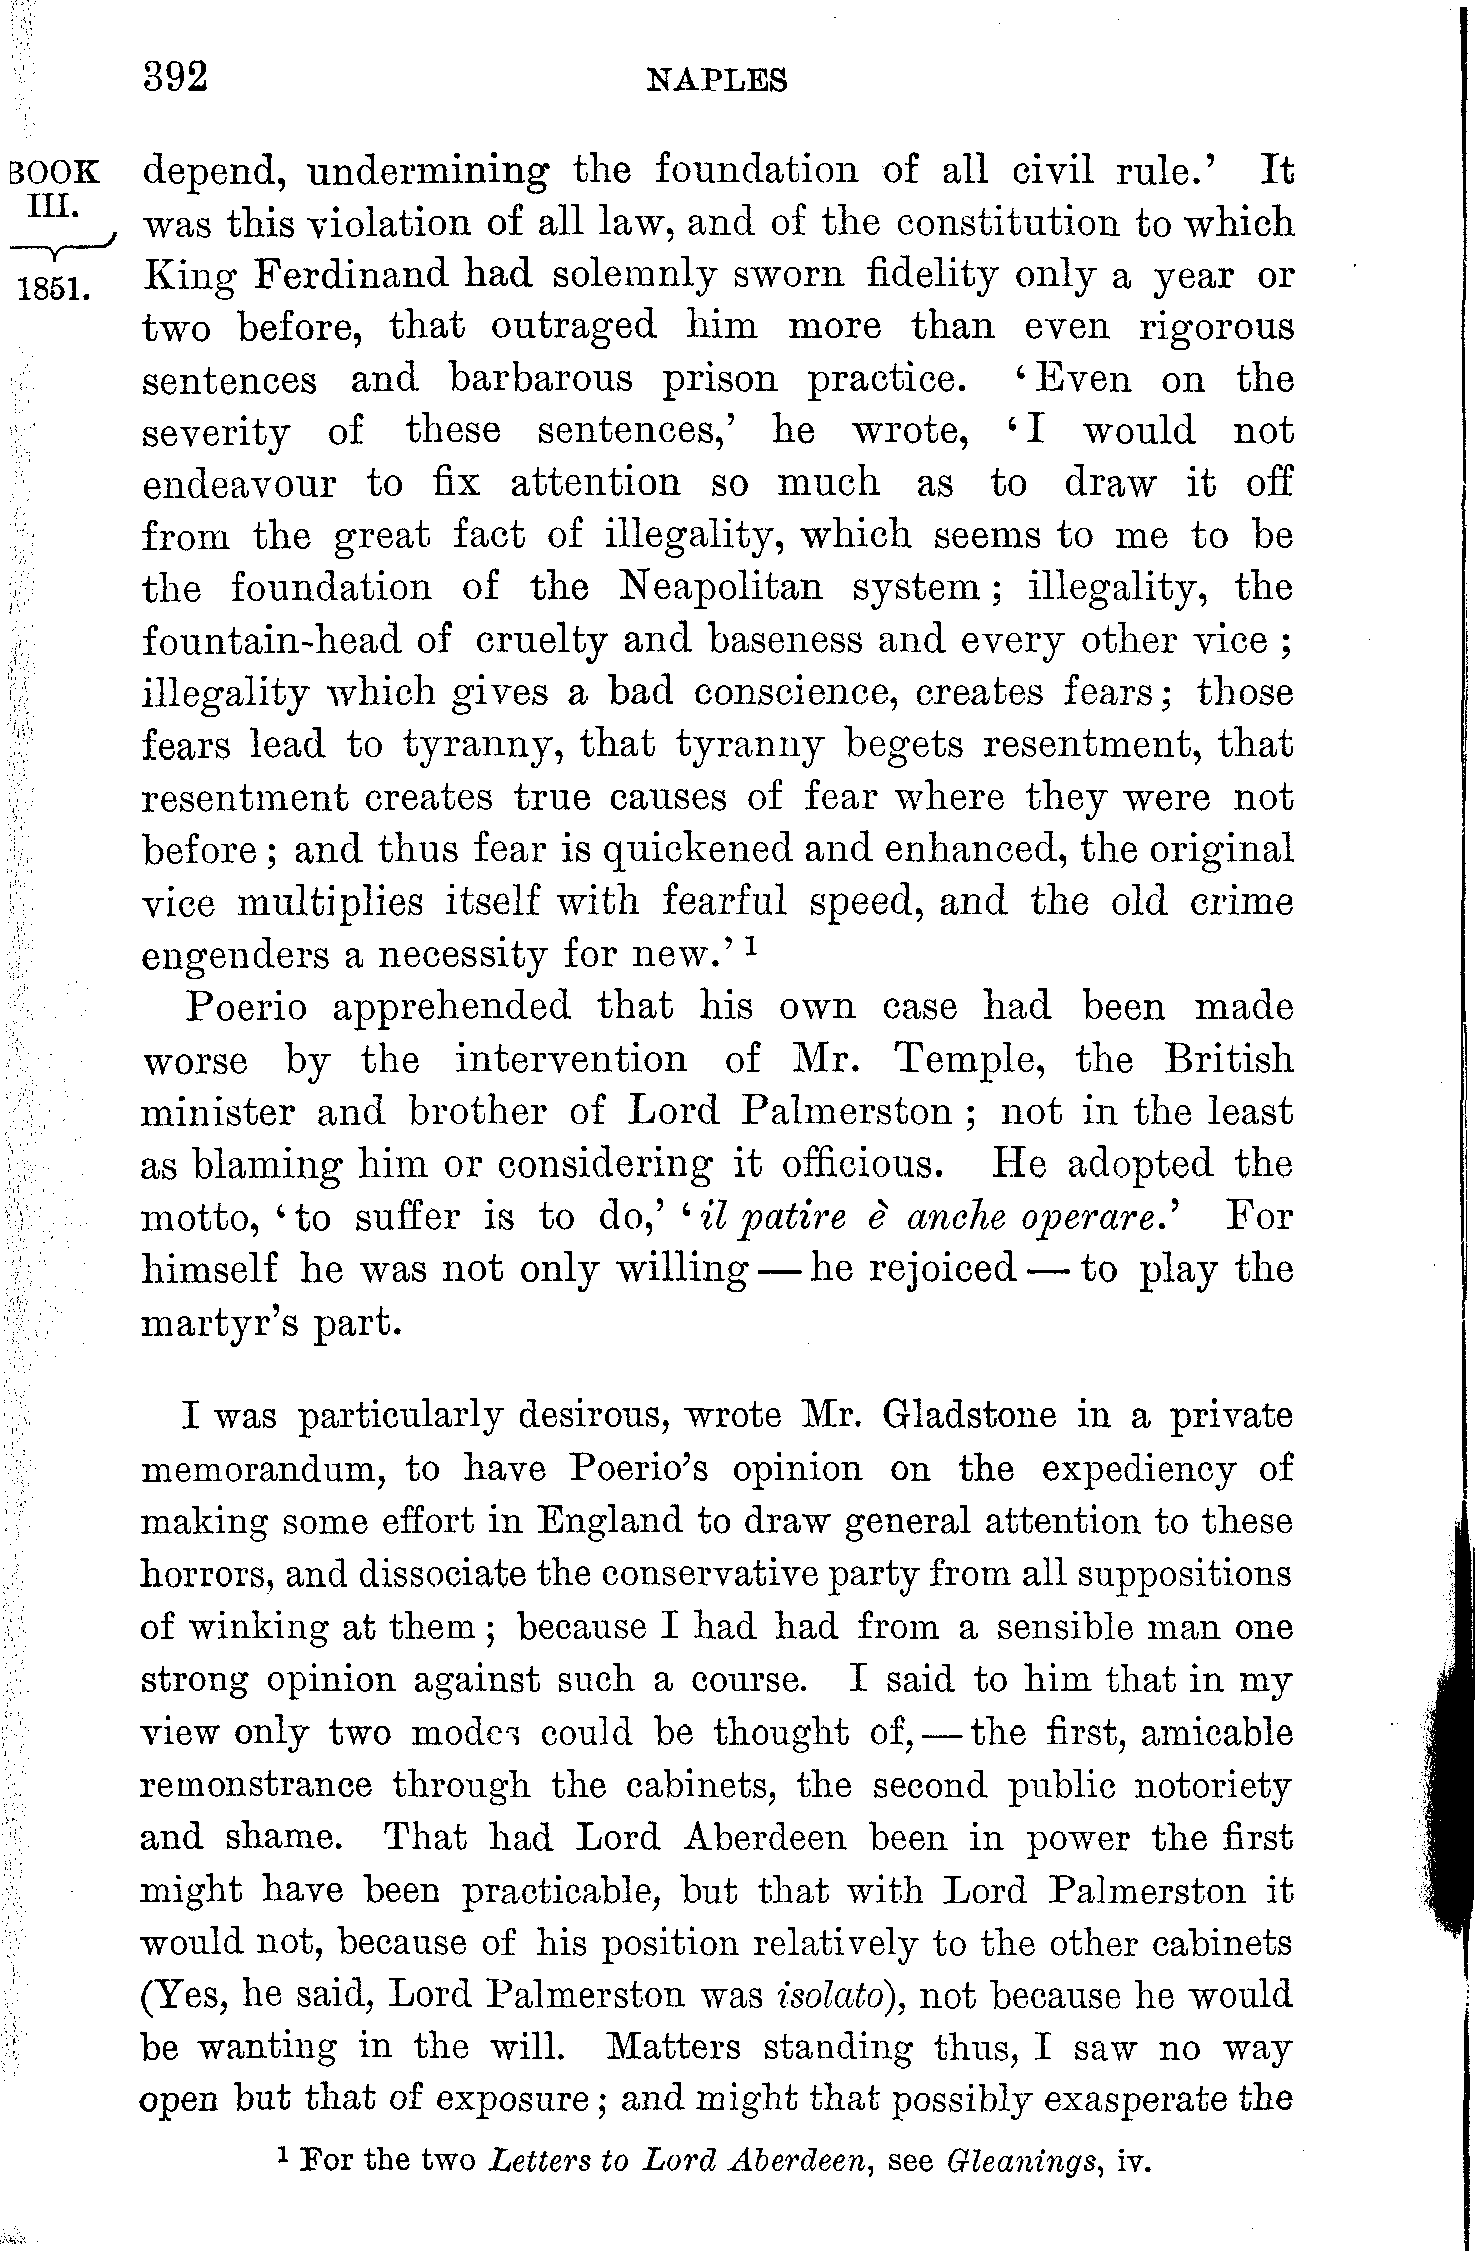 392 NAPLES
BOOK
III.
1851.
depend, undermining the foundation of all civil rule.’ It
was this violation of all law, and of the constitution to which
King Ferdinand had solemnly sworn fidelity only a year or
two before, that outraged him more than even rigorous
sentences and barbarous prison practice. ‘Even on the
severity of these sentences,’ he wrote, ‘I would not
endeavour to fix attention so much as to draw it off
from the great fact of illegality, which seems to me to be
the foundation of the Neapolitan system; illegality, the
fountain-head of cruelty and baseness and every other vice;
illegality which gives a bad conscience, creates fears; those
fears lead to tyranny, that tyranny begets resentment, that
resentment creates true causes of fear where they were not
before; and thus fear is quickened and enhanced, the original
vice multiplies itself with fearful speed, and the old crime
engenders a necessity for new.’ 1
Poerio apprehended that his own case had been made
worse by the intervention of Mr. Temple, the British
minister and brother of Lord Palmerston; not in the least
as blaming him or considering it officious. He adopted the
motto, ‘to suffer is to do,’ ‘il patire è anche operare.’ For
himself he was not only willing — he rejoiced — to play the
martyr’s part.
I was particularly desirous, wrote Mr. Gladstone in a private
memorandum, to have Poerio’s opinion on the expediency of
making some effort in England to draw general attention to these
horrors, and dissociate the conservative party from all suppositions
of winking at them; because I had had from a sensible man one
strong opinion against such a course. I said to him that in my
view only two modes could be thought of, — the first, amicable
remonstrance through the cabinets, the second public notoriety
and shame. That had Lord Aberdeen been in power the first
might have been practicable, but that with Lord Palmerston it
would not, because of his position relatively to the other cabinets
(Yes, he said, Lord Palmerston was isolato), not because he would
be wanting in the will. Matters standing thus, I saw no way
open but that of exposure; and might that possibly exasperate the
1 For the two Letters to Lord Aberdeen, see Gleanings, iv.